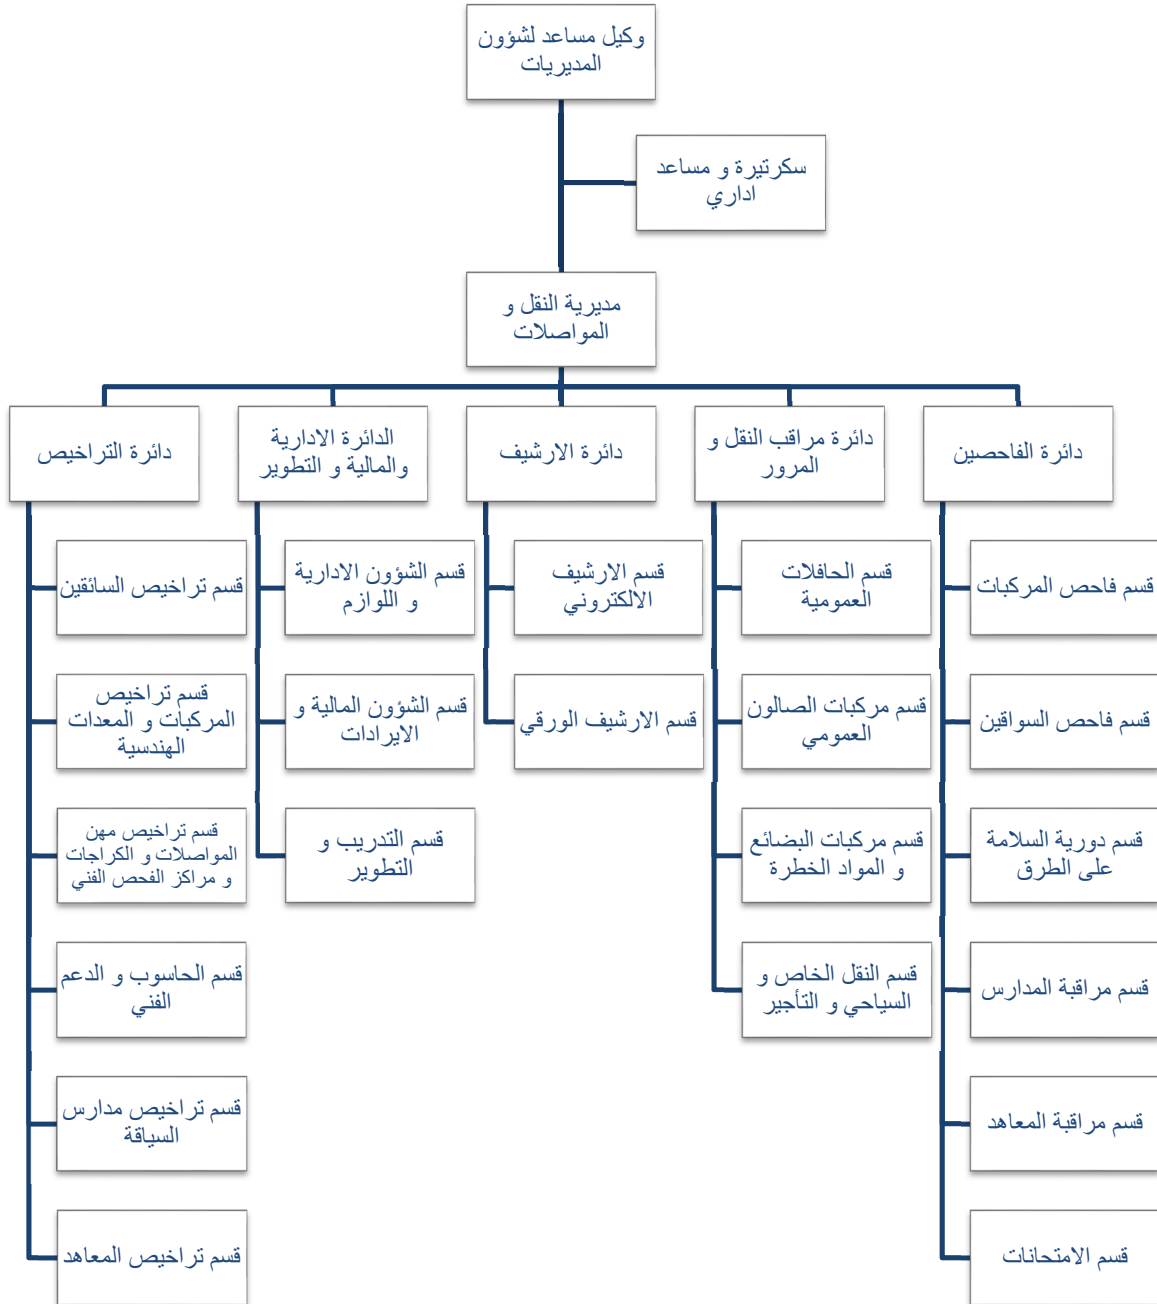 وكيل مساعد لشؤون
المديريات
سكرتيرة و مساعد
اداري
مديرية النقل و
المواصلات
دائرة الفاحصين
دائرة مراقب النقل و
المرور
دائرة الارشيف
الدائرة الادارية
والمالية و التطوير
دائرة التراخيص
قسم فاحص المركبات
قسم فاحص السواقين
قسم دورية السلامة
على الطرق
قسم مراقبة المدارس
قسم مراقبة المعاهد
قسم الامتحانات
قسم الحافلات
العمومية
قسم مركبات الصالون
العمومي
قسم مركبات البضائع
و المواد الخطرة
قسم النقل الخاص و
السياحي و التأجير
قسم الارشيف
الالكتروني
قسم الارشيف الورقي
قسم الشؤون الادارية
و اللوازم
قسم الشؤون المالية و
الايرادات
قسم التدريب و
التطوير
قسم تراخيص السائقين
قسم تراخيص
المركبات و المعدات
الهندسية
قسم تراخيص مهن
المواصلات و الكراجات
و مراكز الفحص الفني
قسم الحاسوب و الدعم
الفني
قسم تراخيص مدارس
السياقة
قسم تراخيص المعاهد